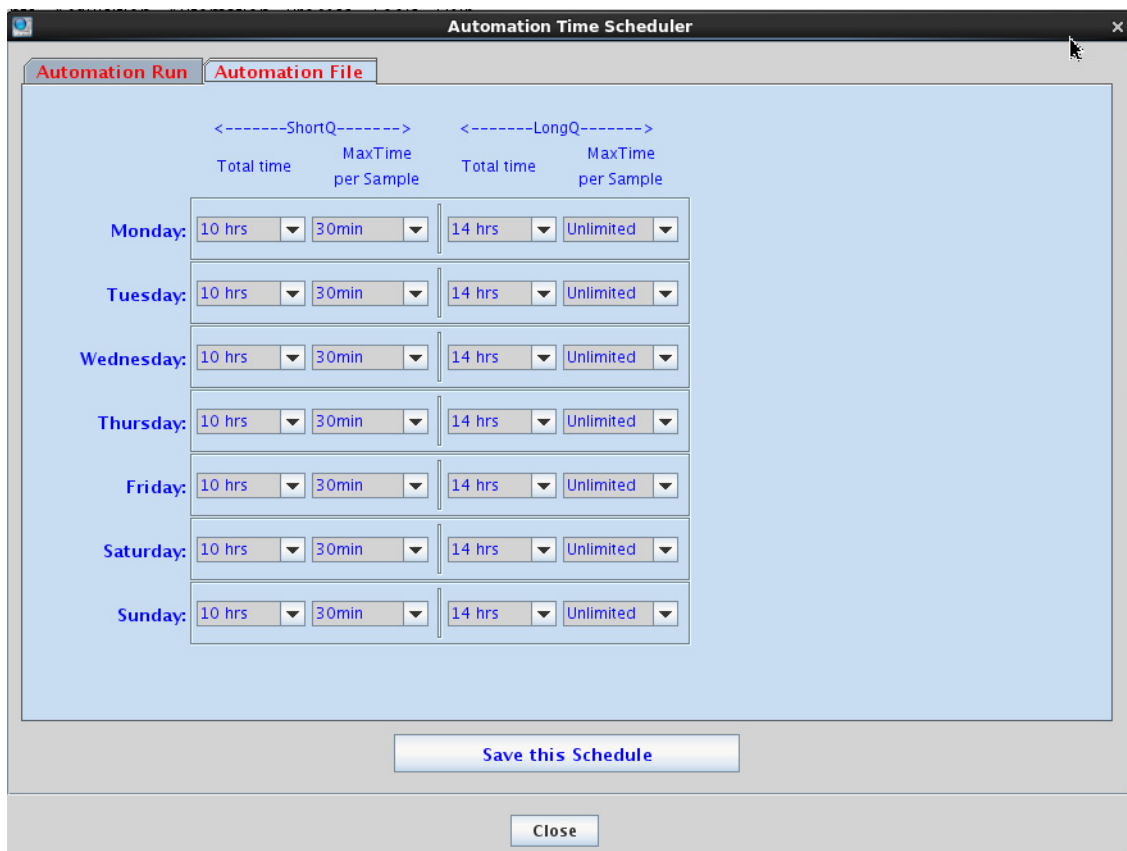 Automation Time Scheduler
Automation Run Automation File
<-------ShortQ-------> <-------LongQ------->
Total time MaxTime per Sample Total time MaxTime per Sample
Monday: 10 hrs 30min 14 hrs Unlimited
Tuesday: 10 hrs 30min 14 hrs Unlimited
Wednesday: 10 hrs 30min 14 hrs Unlimited
Thursday: 10 hrs 30min 14 hrs Unlimited
Friday: 10 hrs 30min 14 hrs Unlimited
Saturday: 10 hrs 30min 14 hrs Unlimited
Sunday: 10 hrs 30min 14 hrs Unlimited
Save this Schedule
Close